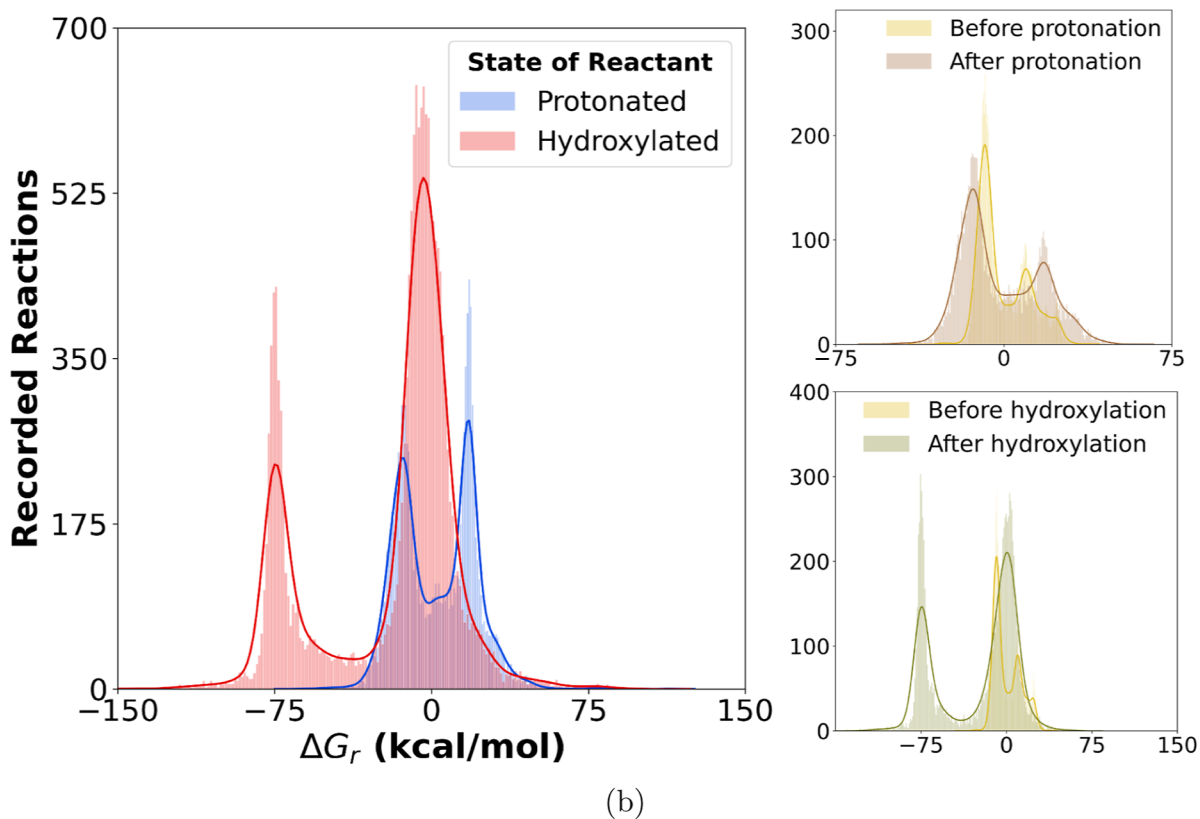 700
525
350
175
0
Recorded Reactions
−150
−75
0
75
150
ΔGr (kcal/mol)
State of Reactant
Protonated
Hydroxylated
300
200
100
0
−75
0
75
Before protonation
After protonation
400
300
200
100
0
−75
0
75
150
Before hydroxylation
After hydroxylation
(b)